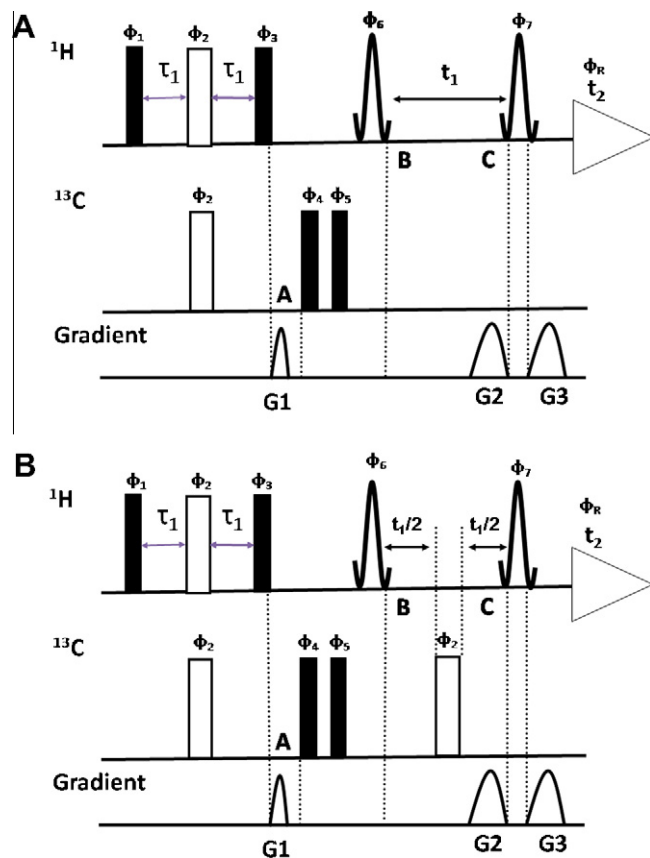 A
Φ₁ Φ₂ Φ₃ Φ₆ Φ₇
¹H
τ₁ τ₁ t₁
Φ_R
t₂
B C
¹³C
Φ₂ Φ₄ Φ₅
A
Gradient
G1 G2 G3
B
Φ₁ Φ₂ Φ₃ Φ₆ Φ₇
¹H
τ₁ τ₁ t₁/2 t₁/2
Φ_R
t₂
B C
¹³C
Φ₂ Φ₄ Φ₅ Φ₂
A
Gradient
G1 G2 G3